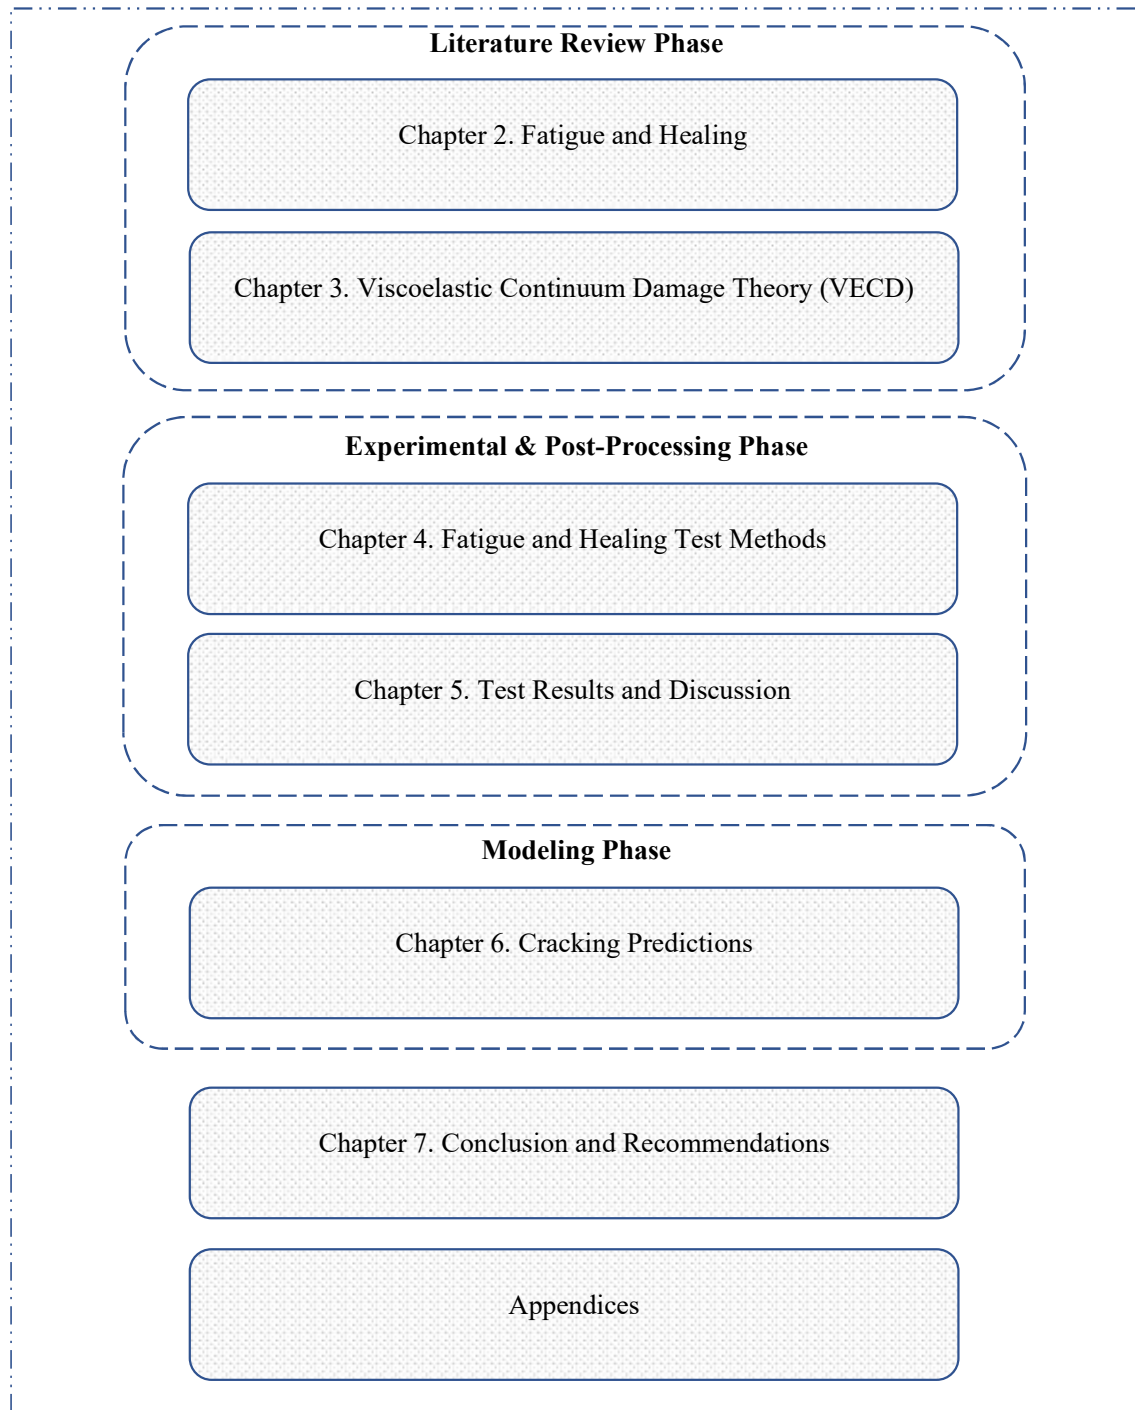 Literature Review Phase
Chapter 2. Fatigue and Healing
Chapter 3. Viscoelastic Continuum Damage Theory (VECD)
Experimental & Post-Processing Phase
Chapter 4. Fatigue and Healing Test Methods
Chapter 5. Test Results and Discussion
Modeling Phase
Chapter 6. Cracking Predictions
Chapter 7. Conclusion and Recommendations
Appendices